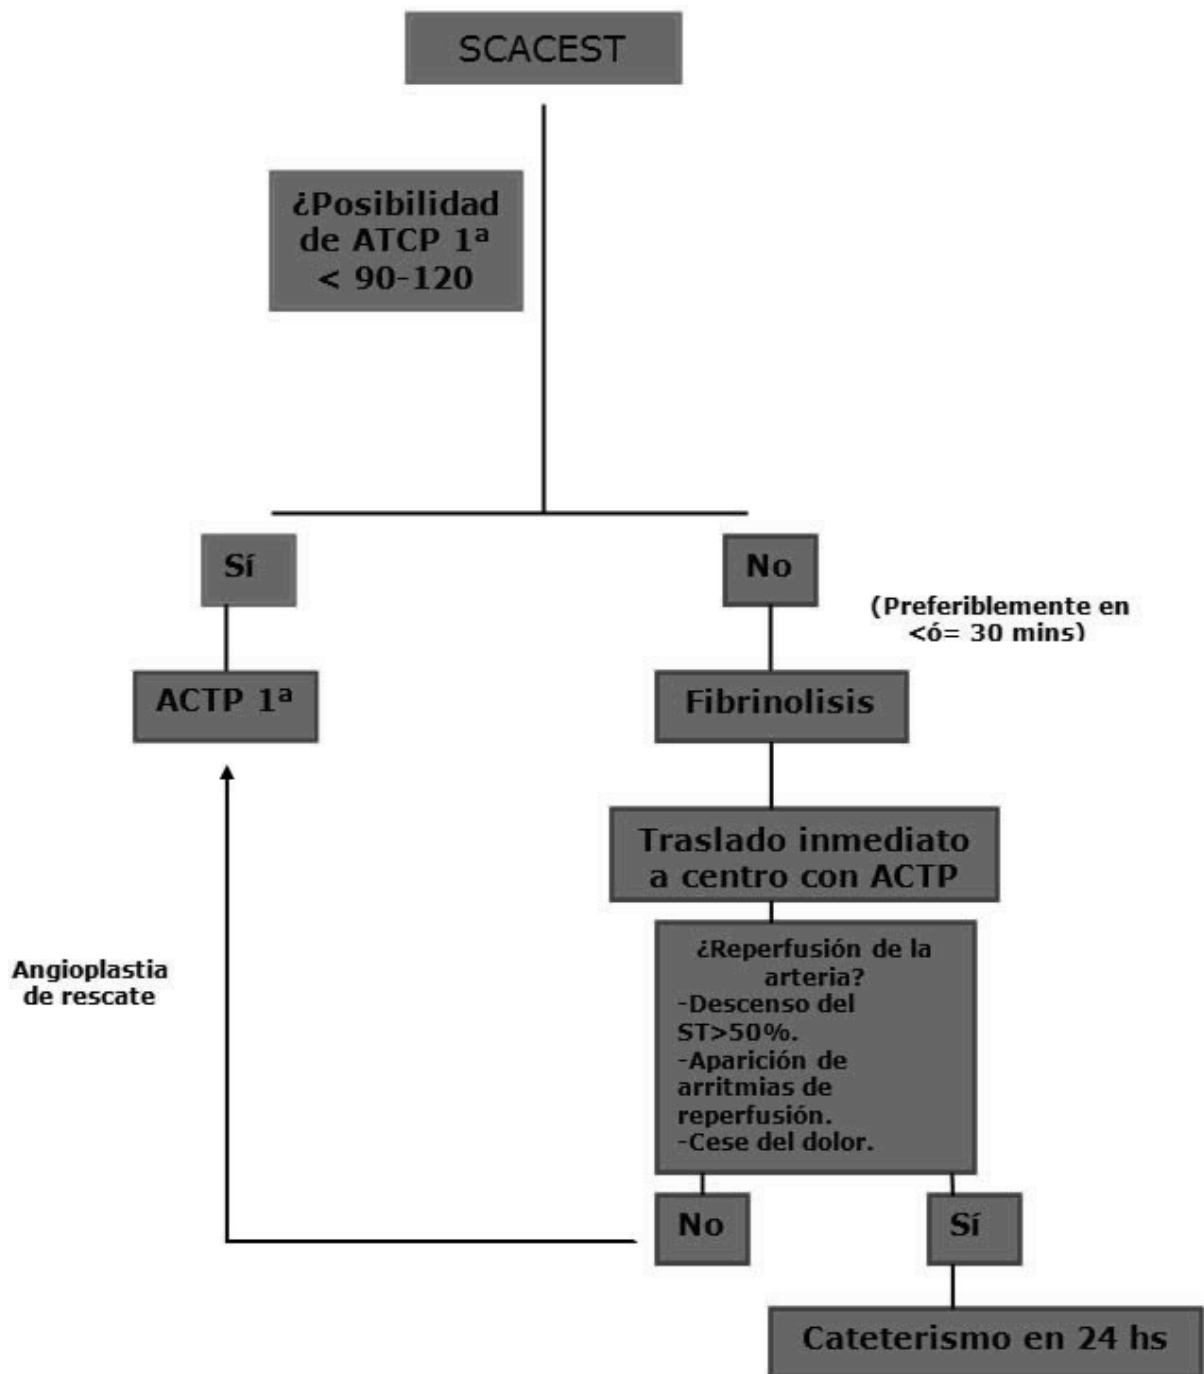 SCACEST
¿Posibilidad
de ATCP 1ª
< 90-120
Sí
No
(Preferiblemente en
<ó= 30 mins)
ACTP 1ª
Fibrinolisis
Traslado inmediato
a centro con ACTP
¿Reperfusión de la
arteria?
-Descenso del
ST>50%.
-Aparición de
arritmias de
reperfusión.
-Cese del dolor.
Angioplastia
de rescate
No
Sí
Cateterismo en 24 hs